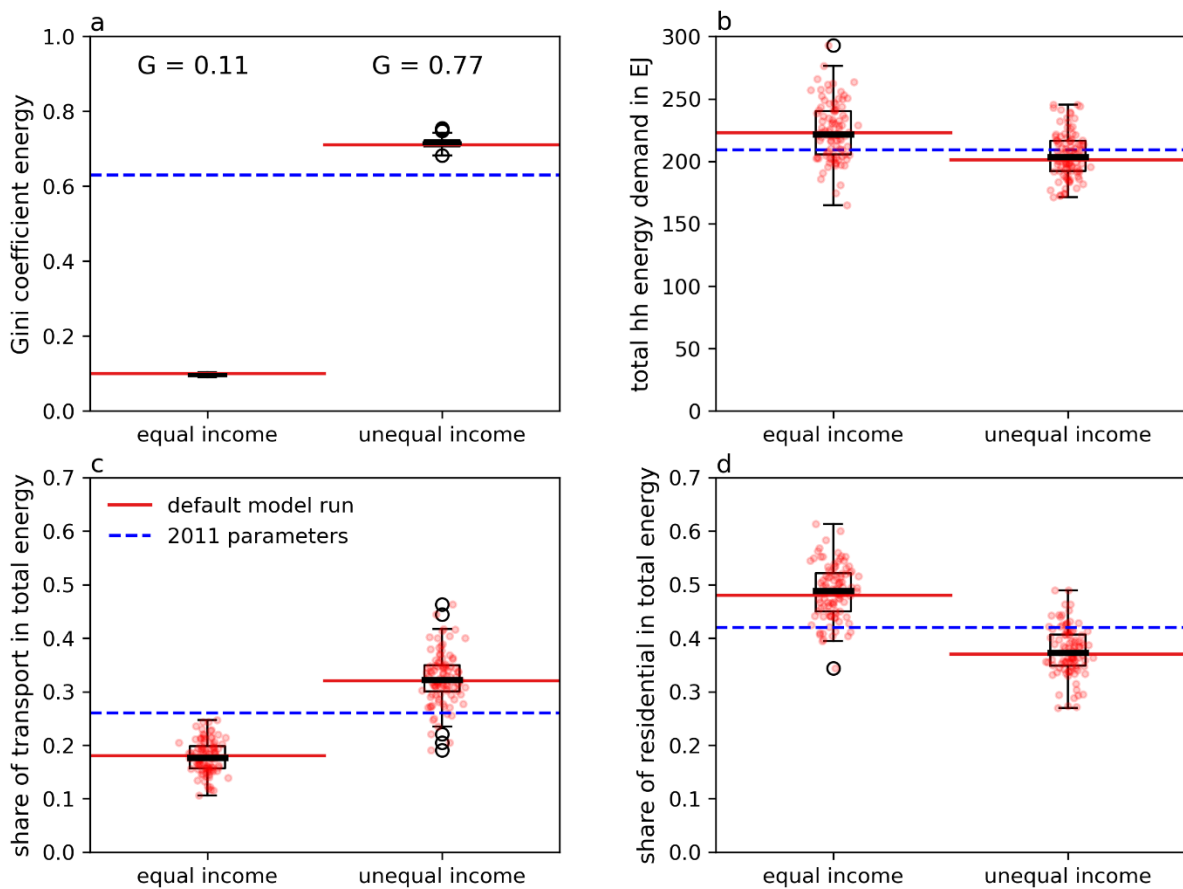 a
G = 0.11
G = 0.77
Gini coefficient energy
1.0
0.8
0.6
0.4
0.2
0.0
equal income
unequal income
b
total hh energy demand in EJ
300
250
200
150
100
50
0
equal income
unequal income
c
share of transport in total energy
0.7
0.6
0.5
0.4
0.3
0.2
0.1
0.0
default model run
2011 parameters
equal income
unequal income
d
share of residential in total energy
0.7
0.6
0.5
0.4
0.3
0.2
0.1
0.0
equal income
unequal income